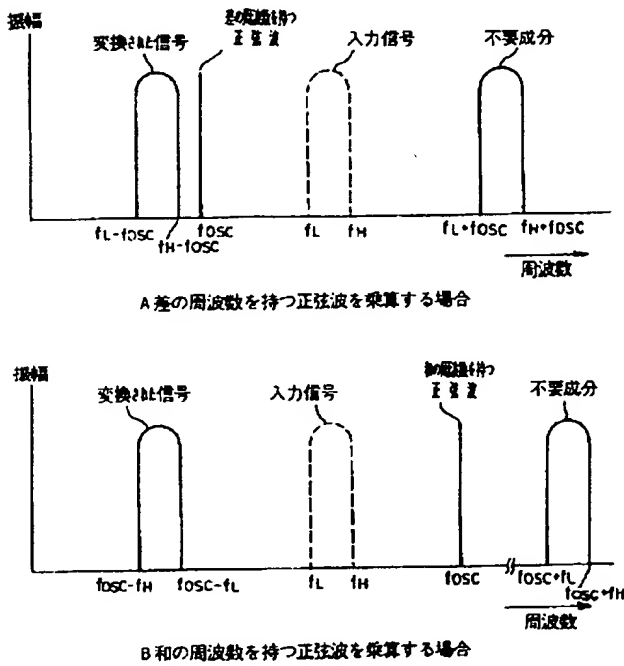 振幅
変換された信号
差の周波数を持つ
正弦波
入力信号
不要成分
fL-fOSC
fH-fOSC
fOSC
fL
fH
fL+fOSC
fH+fOSC
周波数
A 差の周波数を持つ正弦波を乗算する場合
振幅
変換された信号
入力信号
和の周波数を持つ
正弦波
不要成分
fOSC-fH
fOSC-fL
fL
fH
fOSC
fOSC+fL
fOSC+fH
周波数
B 和の周波数を持つ正弦波を乗算する場合